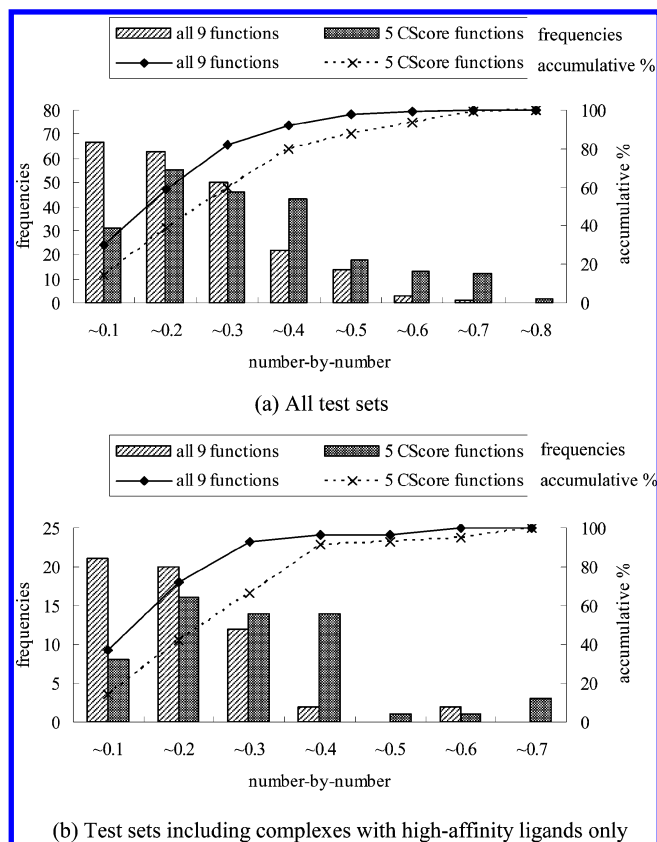 all 9 functions 5 CScore functions frequencies
all 9 functions 5 CScore functions accumulative %
80 100
70
60 80
50 60
40
30 40
20 20
10
0 0
frequencies
accumulative %
~0.1 ~0.2 ~0.3 ~0.4 ~0.5 ~0.6 ~0.7 ~0.8
number-by-number
(a) All test sets
all 9 functions 5 CScore functions frequencies
all 9 functions 5 CScore functions accumulative %
25 100
20 80
15 60
10 40
5 20
0 0
frequencies
accumulative %
~0.1 ~0.2 ~0.3 ~0.4 ~0.5 ~0.6 ~0.7
number-by-number
(b) Test sets including complexes with high-affinity ligands only